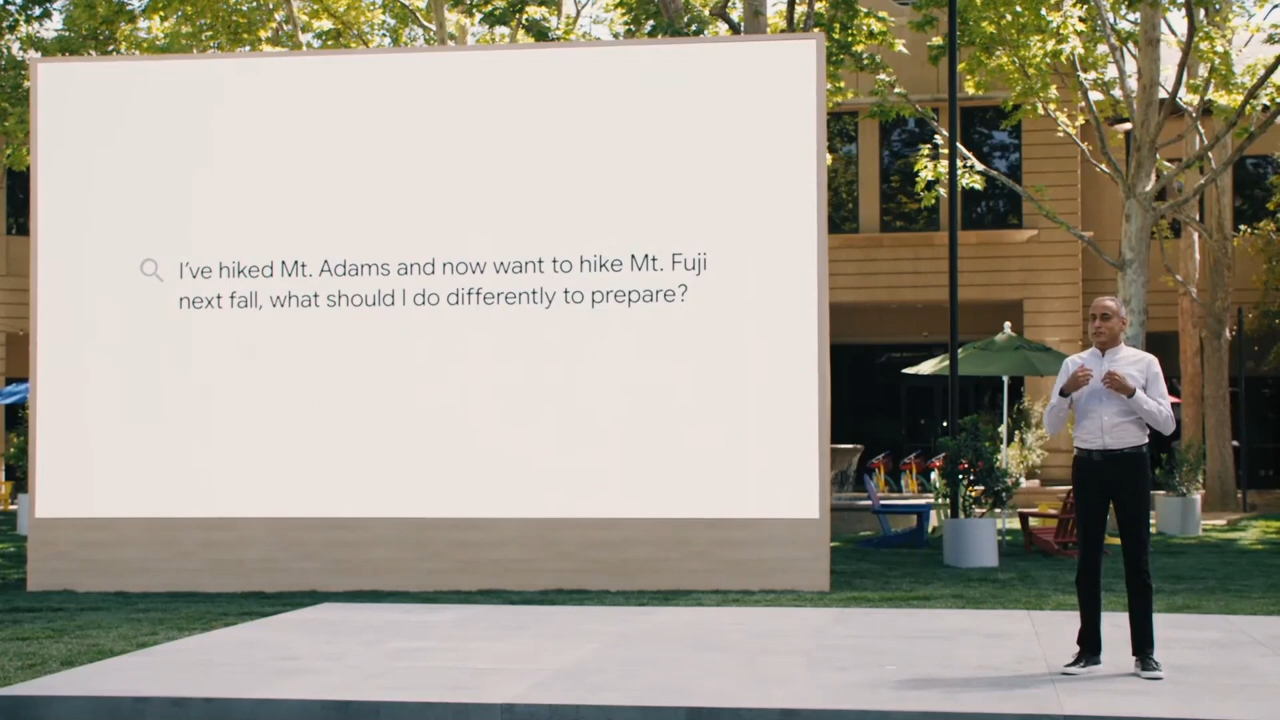 I've hiked Mt. Adams and now want to hike Mt. Fuji
next fall, what should I do differently to prepare?